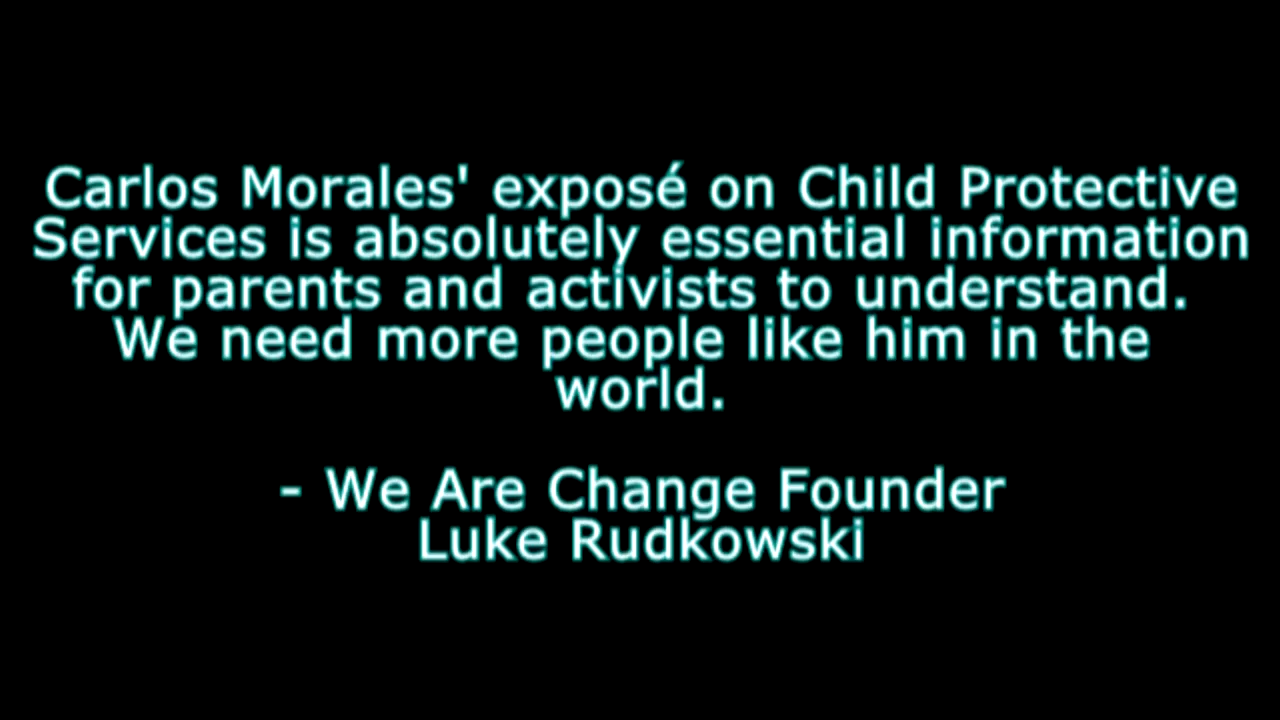 Carlos Morales' exposé on Child Protective
Services is absolutely essential information
for parents and activists to understand.
We need more people like him in the
world.
- We Are Change Founder
Luke Rudkowski